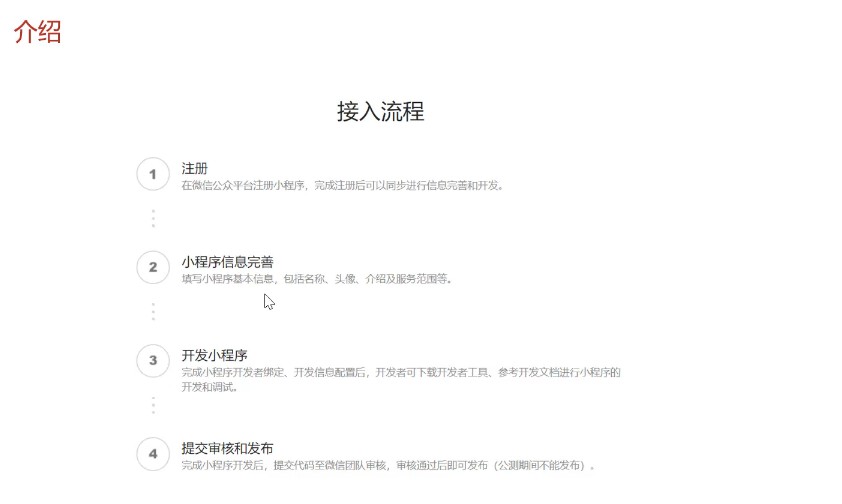 介绍
接入流程
1
注册
在微信公众平台注册小程序，完成注册后可以同步进行信息完善和开发。
2
小程序信息完善
填写小程序基本信息，包括名称、头像、介绍及服务范围等。
3
开发小程序
完成小程序开发者绑定、开发信息配置后，开发者可下载开发者工具、参考开发文档进行小程序的
开发和调试。
4
提交审核和发布
完成小程序开发后，提交代码至微信团队审核，审核通过后即可发布（公测期间不能发布）。